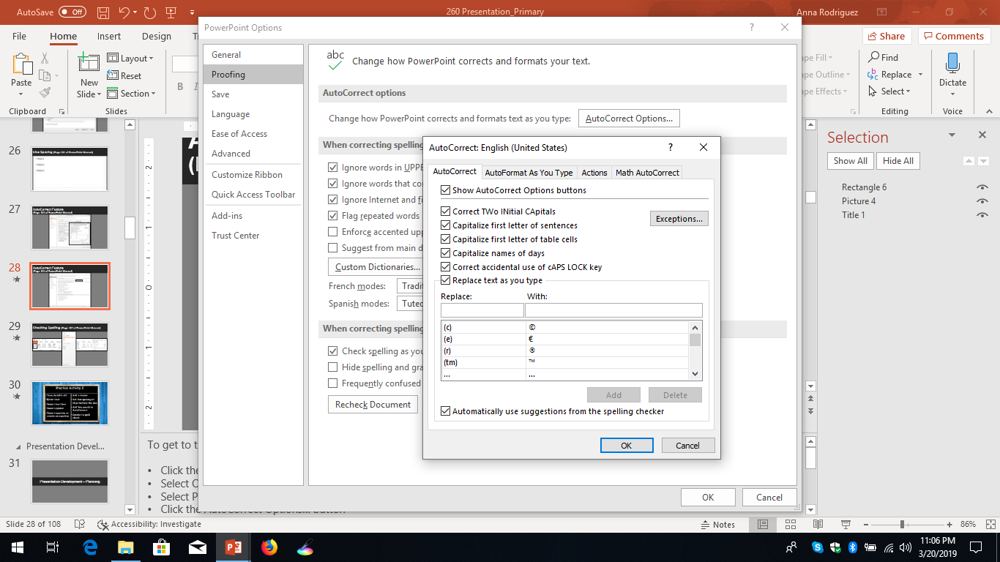 AutoSave Off 260 Presentation_Primary Anna Rodriguez
File Home Insert Design
Share Comments
Paste
Clipboard
New Slide
Layout
Reset
Section
Slides
B I
ape Fill
ape Outline
ape Effects
Find
Replace
Select
Editing
Dictate
Voice
PowerPoint Options ?
General
Proofing
Save
Language
Ease of Access
Advanced
Customize Ribbon
Quick Access Toolbar
Add-ins
Trust Center
abc
Change how PowerPoint corrects and formats your text.
AutoCorrect options
Change how PowerPoint corrects and formats text as you type: AutoCorrect Options...
When correcting spelling
Ignore words in UPPE
Ignore words that co
Ignore Internet and fi
Flag repeated words
Enforce accented upp
Suggest from main d
Custom Dictionaries...
French modes: Tradi
Spanish modes: Tuteo
When correcting spelling
Check spelling as you
Hide spelling and gra
Frequently confused
Recheck Document
OK Cancel
AutoCorrect: English (United States) ?
AutoCorrect AutoFormat As You Type Actions Math AutoCorrect
Show AutoCorrect Options buttons
Correct TWo INitial CApitals
Exceptions...
Capitalize first letter of sentences
Capitalize first letter of table cells
Capitalize names of days
Correct accidental use of cAPS LOCK key
Replace text as you type
Replace: With:
(c) ©
(e) €
(r) ®
(tm) ™
... ...
Add Delete
Automatically use suggestions from the spelling checker
OK Cancel
Selection
Show All Hide All
Rectangle 6
Picture 4
Title 1
26
27
AutoCorrect Feature
28
AutoCorrect Feature
29
30
Practice Activity 2
Presentation Devel...
31
Presentation Development – Planning
2 1 0 1 2
To get to t
• Click the
• Select O
• Select P
• Click the AutoCorrect Options... button
Slide 28 of 108 Accessibility: Investigate Notes 86%
11:06 PM
3/20/2019